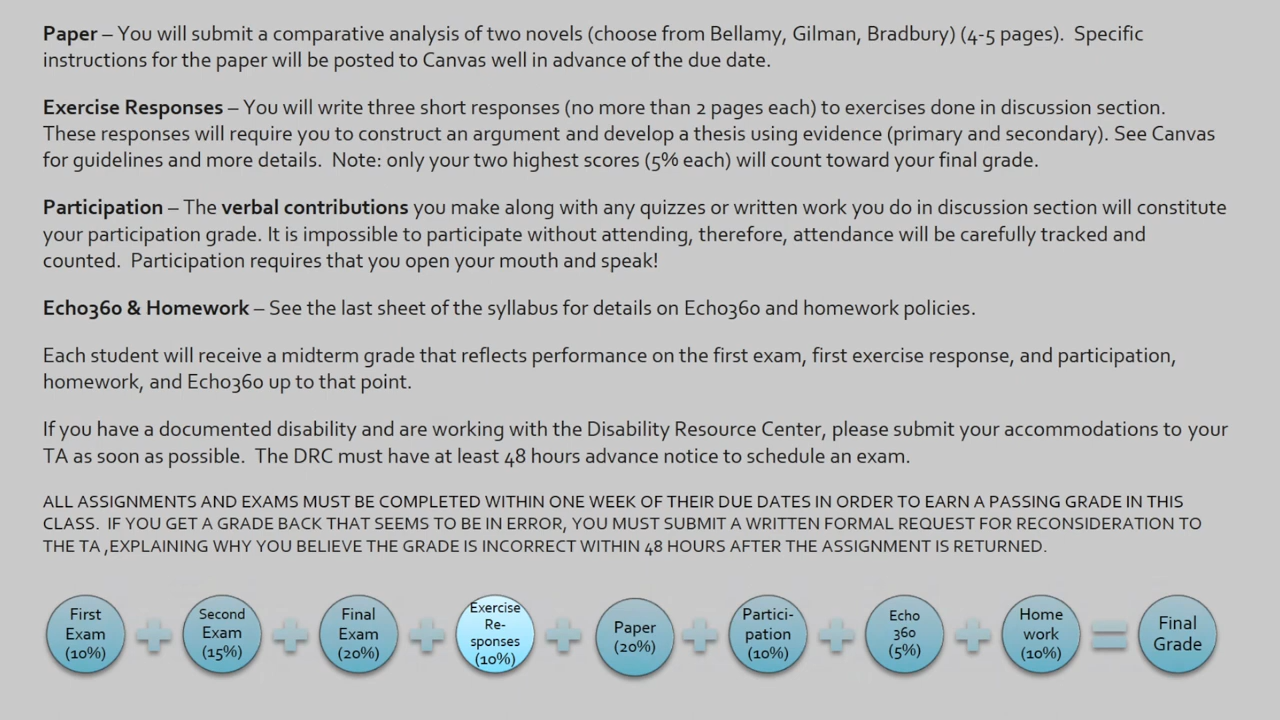 Paper – You will submit a comparative analysis of two novels (choose from Bellamy, Gilman, Bradbury) (4-5 pages).  Specific
instructions for the paper will be posted to Canvas well in advance of the due date.
Exercise Responses – You will write three short responses (no more than 2 pages each) to exercises done in discussion section.
These responses will require you to construct an argument and develop a thesis using evidence (primary and secondary). See Canvas
for guidelines and more details.  Note: only your two highest scores (5% each) will count toward your final grade.
Participation – The verbal contributions you make along with any quizzes or written work you do in discussion section will constitute
your participation grade. It is impossible to participate without attending, therefore, attendance will be carefully tracked and
counted.  Participation requires that you open your mouth and speak!
Echo360 & Homework – See the last sheet of the syllabus for details on Echo360 and homework policies.
Each student will receive a midterm grade that reflects performance on the first exam, first exercise response, and participation,
homework, and Echo360 up to that point.
If you have a documented disability and are working with the Disability Resource Center, please submit your accommodations to your
TA as soon as possible.  The DRC must have at least 48 hours advance notice to schedule an exam.
ALL ASSIGNMENTS AND EXAMS MUST BE COMPLETED WITHIN ONE WEEK OF THEIR DUE DATES IN ORDER TO EARN A PASSING GRADE IN THIS
CLASS.  IF YOU GET A GRADE BACK THAT SEEMS TO BE IN ERROR, YOU MUST SUBMIT A WRITTEN FORMAL REQUEST FOR RECONSIDERATION TO
THE TA ,EXPLAINING WHY YOU BELIEVE THE GRADE IS INCORRECT WITHIN 48 HOURS AFTER THE ASSIGNMENT IS RETURNED.
First
Exam
(10%)
Second
Exam
(15%)
Final
Exam
(20%)
Exercise
Re-
sponses
(10%)
Paper
(20%)
Partici-
pation
(10%)
Echo
360
(5%)
Home
work
(10%)
Final
Grade